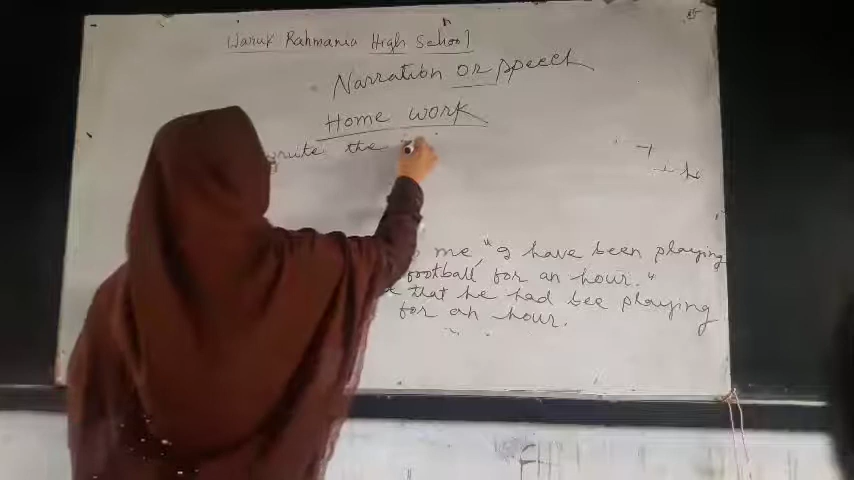 Waruk Rahmania High School
Narration or speech
Home work
write the
me, "I have been playing
football for an hour."
that he had bee playing
for an hour.